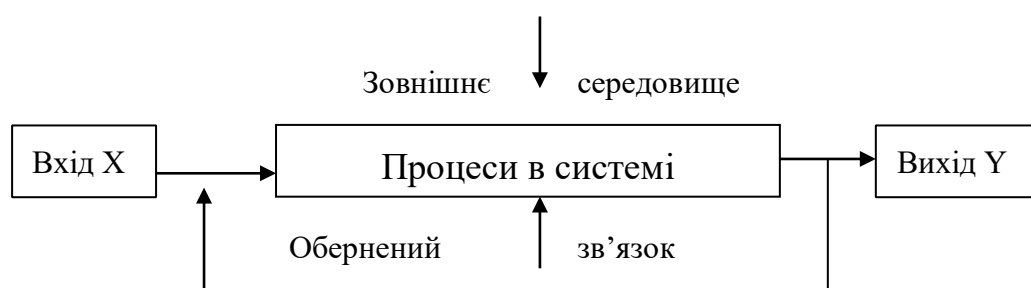 Зовнішнє середовище
Вхід X
Процеси в системі
Вихід Y
Обернений зв’язок